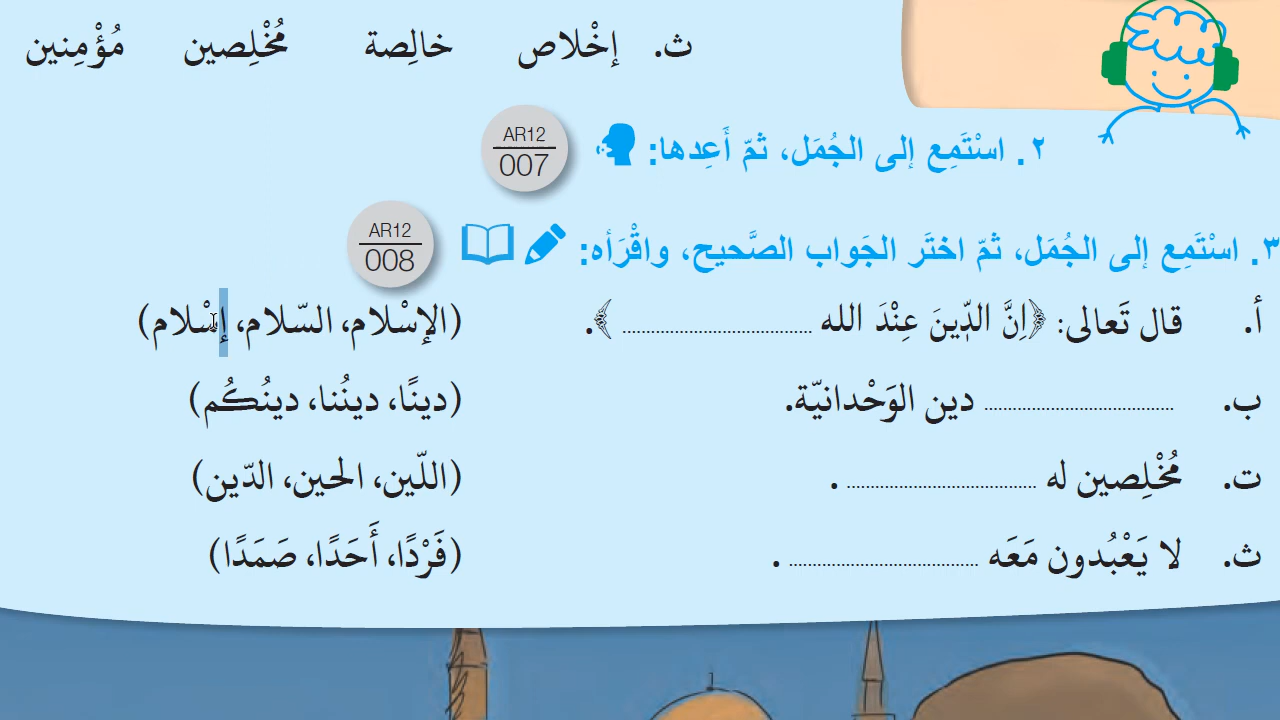 ث. إخْلاص خالِصة مُخْلِصين مُؤْمِنين
٢. اسْتَمِع إلى الجُمَل، ثمّ أَعِدها: AR12 007
٣. اسْتَمِع إلى الجُمَل، ثمّ اختَر الجَواب الصَّحيح، واقْرَأه: AR12 008
أ. قال تَعالى: ﴿اِنَّ الدّ۪ينَ عِنْدَ الله ................ ﴾. (الإسْلام، السّلام، إسْلام)
ب. ................ دين الوَحْدانيّة. (دينًا، دينُنا، دينُكُم)
ت. مُخْلِصين له ................ . (اللّين، الحين، الدّين)
ث. لا يَعْبُدون مَعَه ................ . (فَرْدًا، أَحَدًا، صَمَدًا)